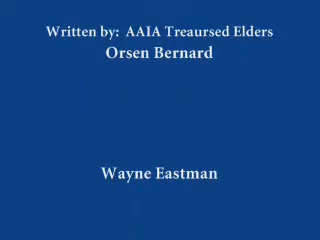 Written by:  AAIA Treaursed Elders
Orsen Bernard
Wayne Eastman